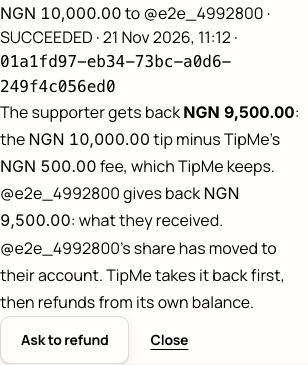 NGN 10,000.00 to @e2e_4992800 ·
SUCCEEDED · 21 Nov 2026, 11:12 ·
01a1fd97-eb34-73bc-a0d6-
249f4c056ed0
The supporter gets back NGN 9,500.00:
the NGN 10,000.00 tip minus TipMe's
NGN 500.00 fee, which TipMe keeps.
@e2e_4992800 gives back NGN
9,500.00: what they received.
@e2e_4992800's share has moved to
their account. TipMe takes it back first,
then refunds from its own balance.
Ask to refund Close